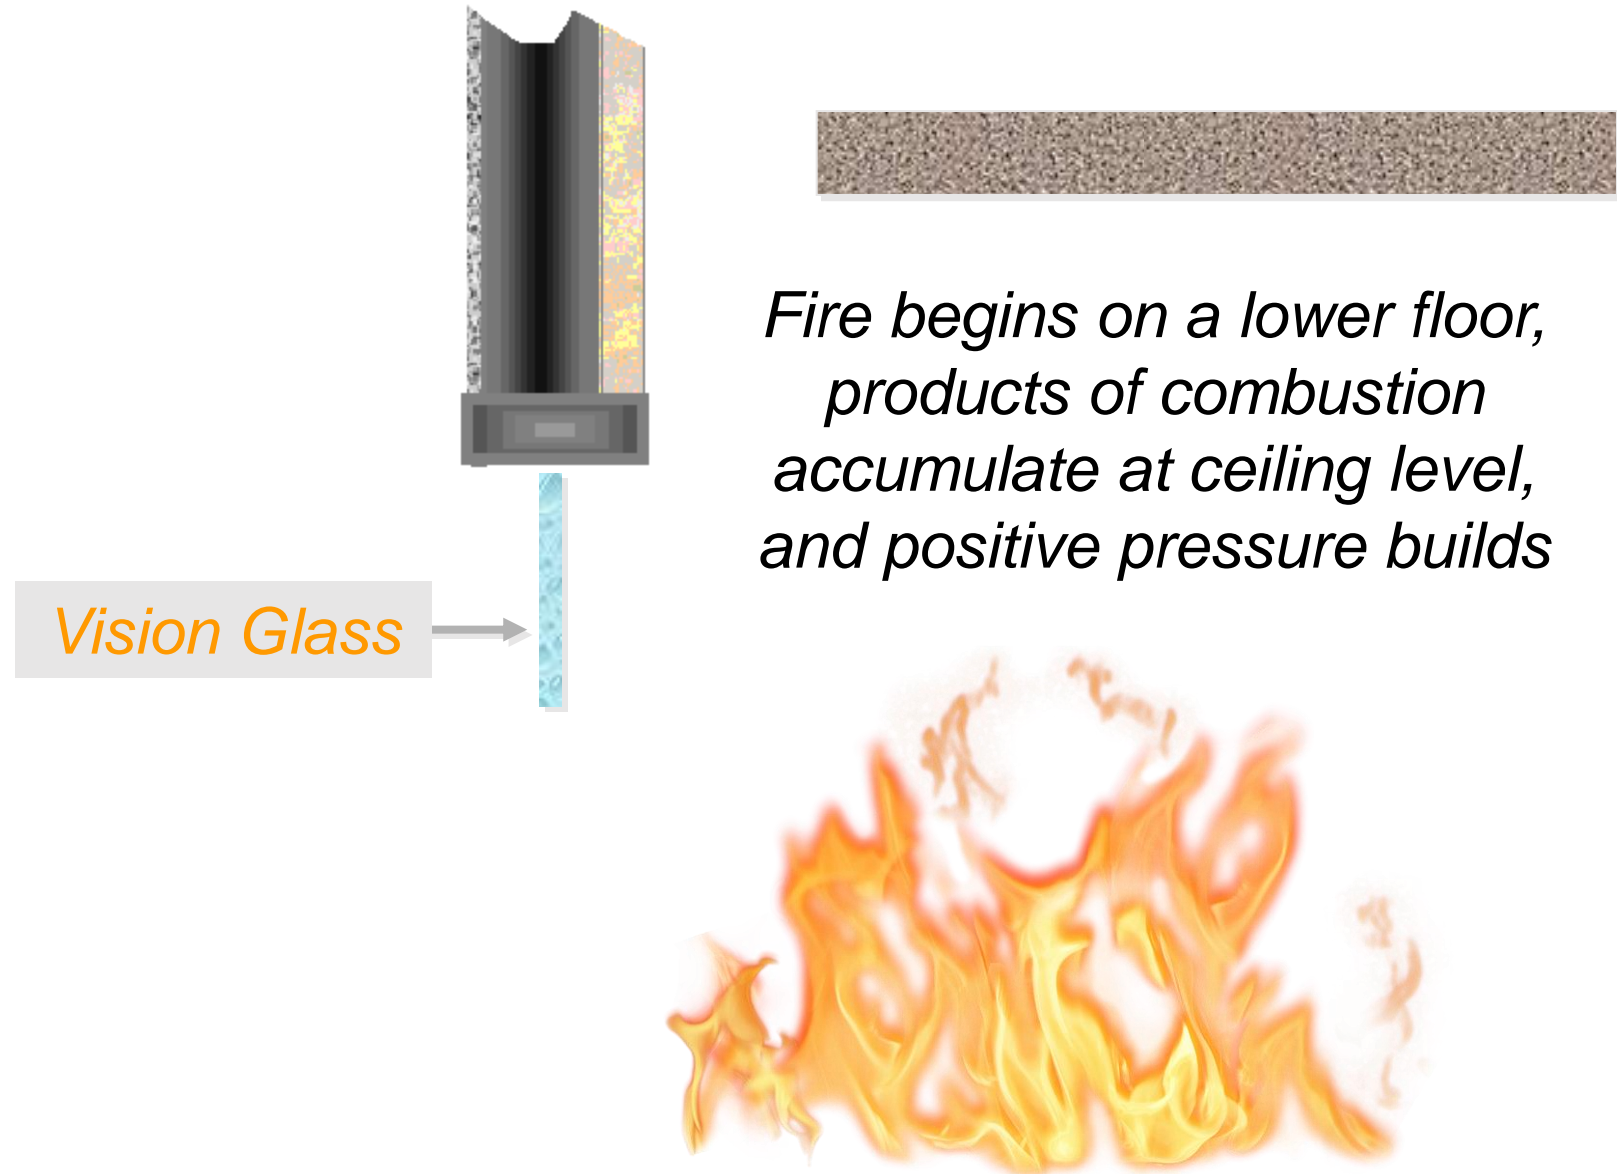 Fire begins on a lower floor,
products of combustion
accumulate at ceiling level,
and positive pressure builds
Vision Glass